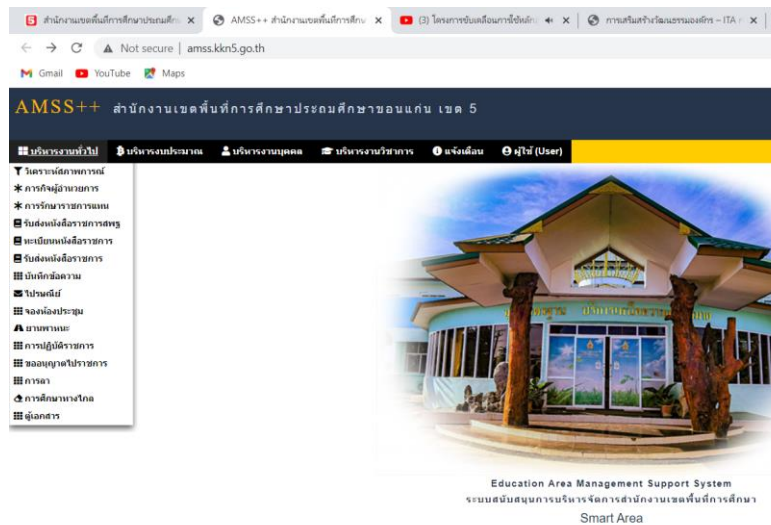 สำนักงานเขตพื้นที่การศึกษาประถมศึก
AMSS++ สำนักงานเขตพื้นที่การศึกษ
(3) โครงการขับเคลื่อนการใช้หลัก
การเสริมสร้างวัฒนธรรมองค์กร – ITA
Not secure | amss.kkn5.go.th
Gmail
YouTube
Maps
AMSS++ สำนักงานเขตพื้นที่การศึกษาประถมศึกษาขอนแก่น เขต 5
บริหารงานทั่วไป
บริหารงบประมาณ
บริหารงานบุคคล
บริหารงานวิชาการ
แจ้งเตือน
ผู้ใช้ (User)
วิเคราะห์สภาพการณ์
ภารกิจผู้อำนวยการ
การรักษาราชการแทน
รับส่งหนังสือราชการสพฐ
ทะเบียนหนังสือราชการ
รับส่งหนังสือราชการ
บันทึกข้อความ
ไปรษณีย์
จองห้องประชุม
ยานพาหนะ
การปฏิบัติราชการ
ขออนุญาตไปราชการ
การลา
การศึกษาทางไกล
ตู้เอกสาร
Education Area Management Support System
ระบบสนับสนุนการบริหารจัดการสำนักงานเขตพื้นที่การศึกษา
Smart Area